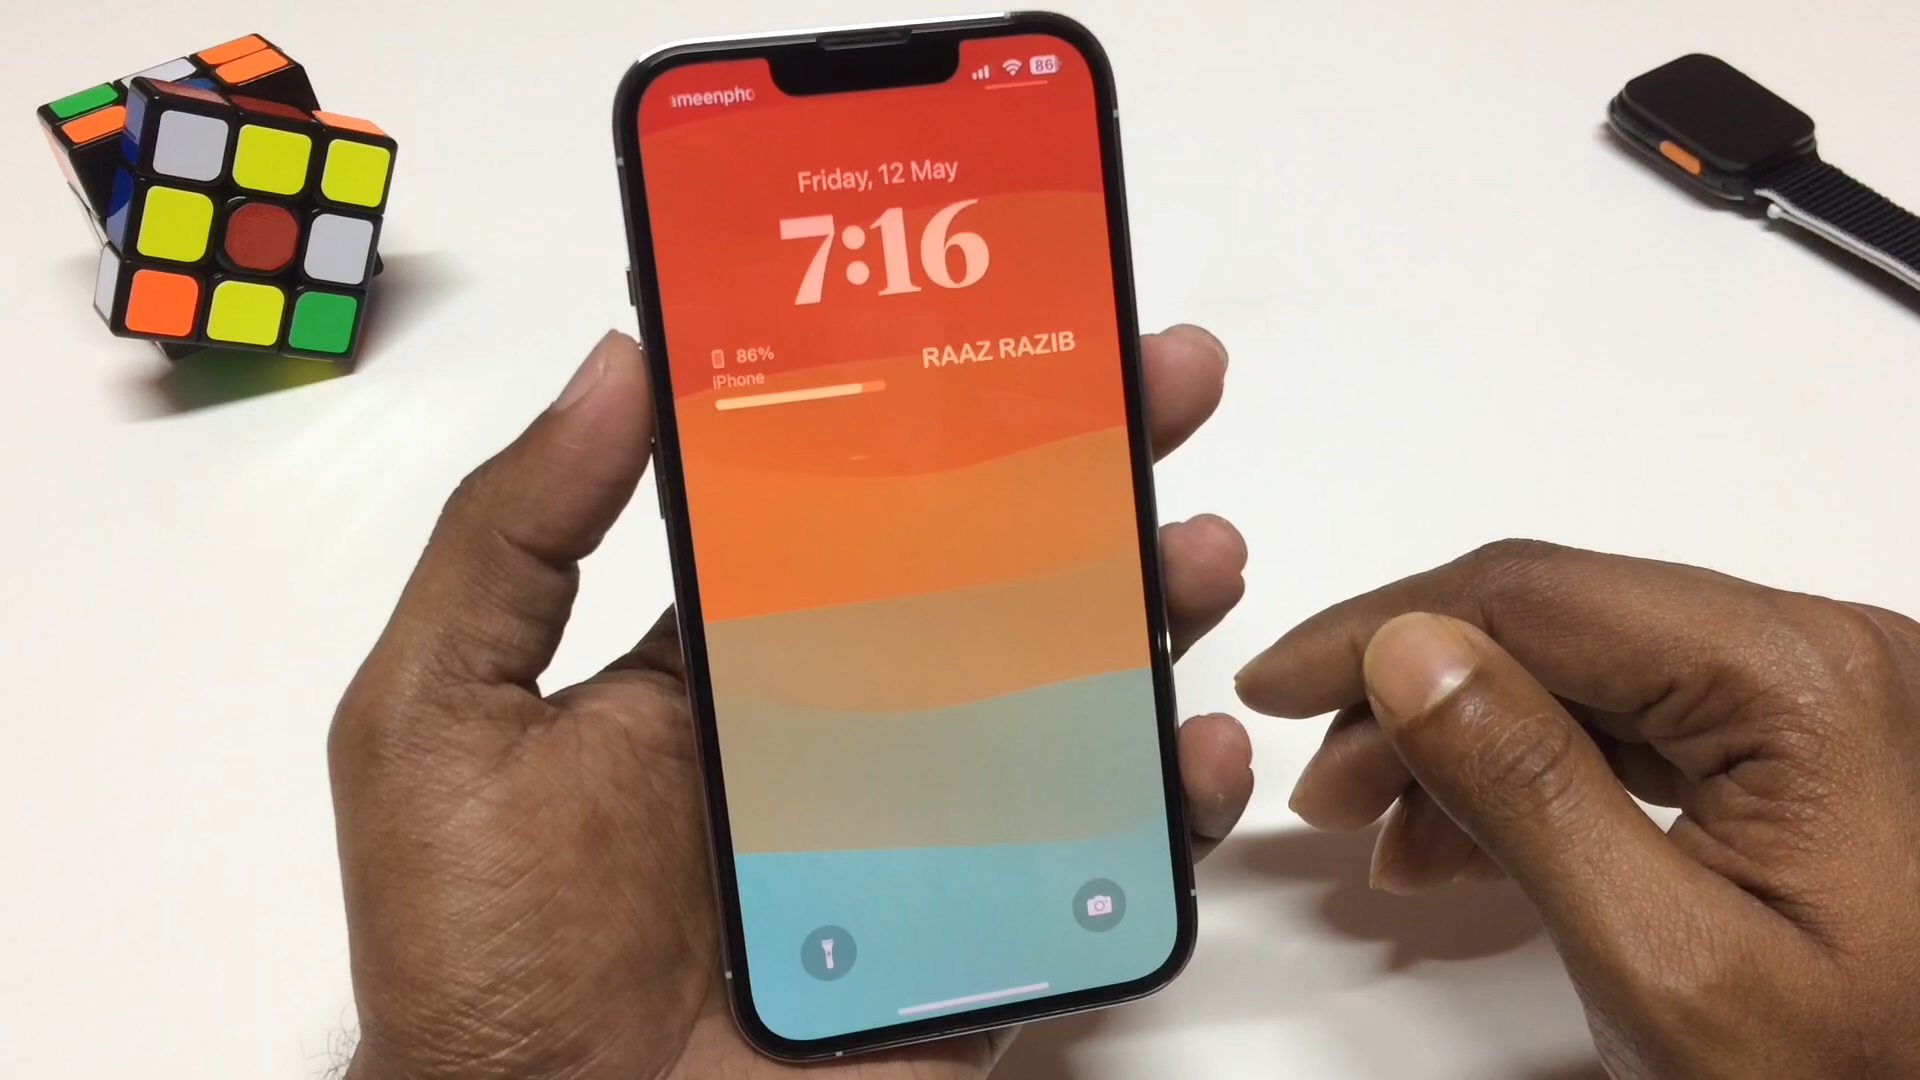 ameenpho
86
Friday, 12 May
7:16
86%
iPhone
RAAZ RAZIB